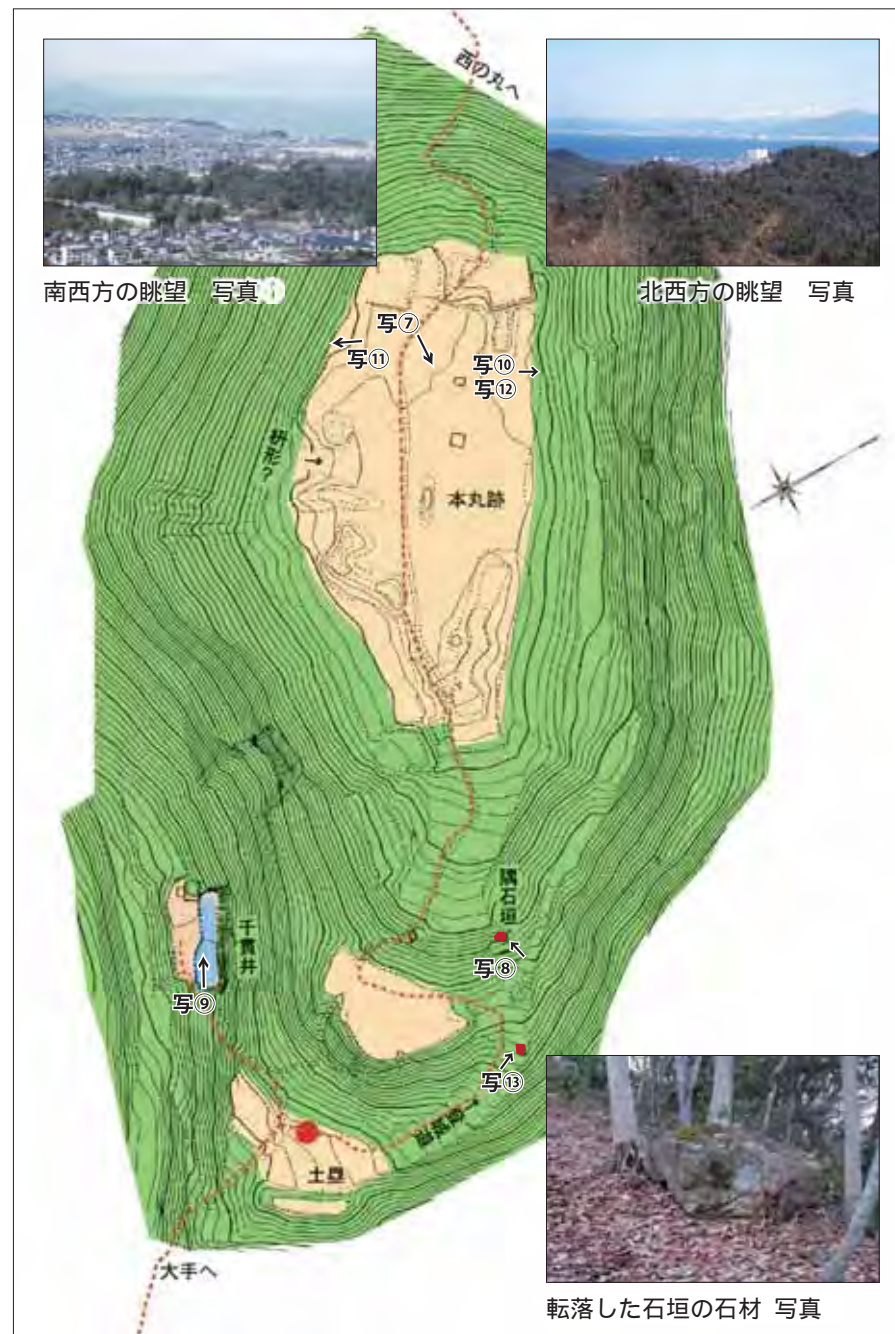 西の丸へ
南西方の眺望 写真
北西方の眺望 写真
写⑦
写⑪
写⑩
写⑫
桝形?
本丸跡
隅石垣
写⑧
千貫井
写⑨
写⑬
土塁
大手へ
転落した石垣の石材 写真